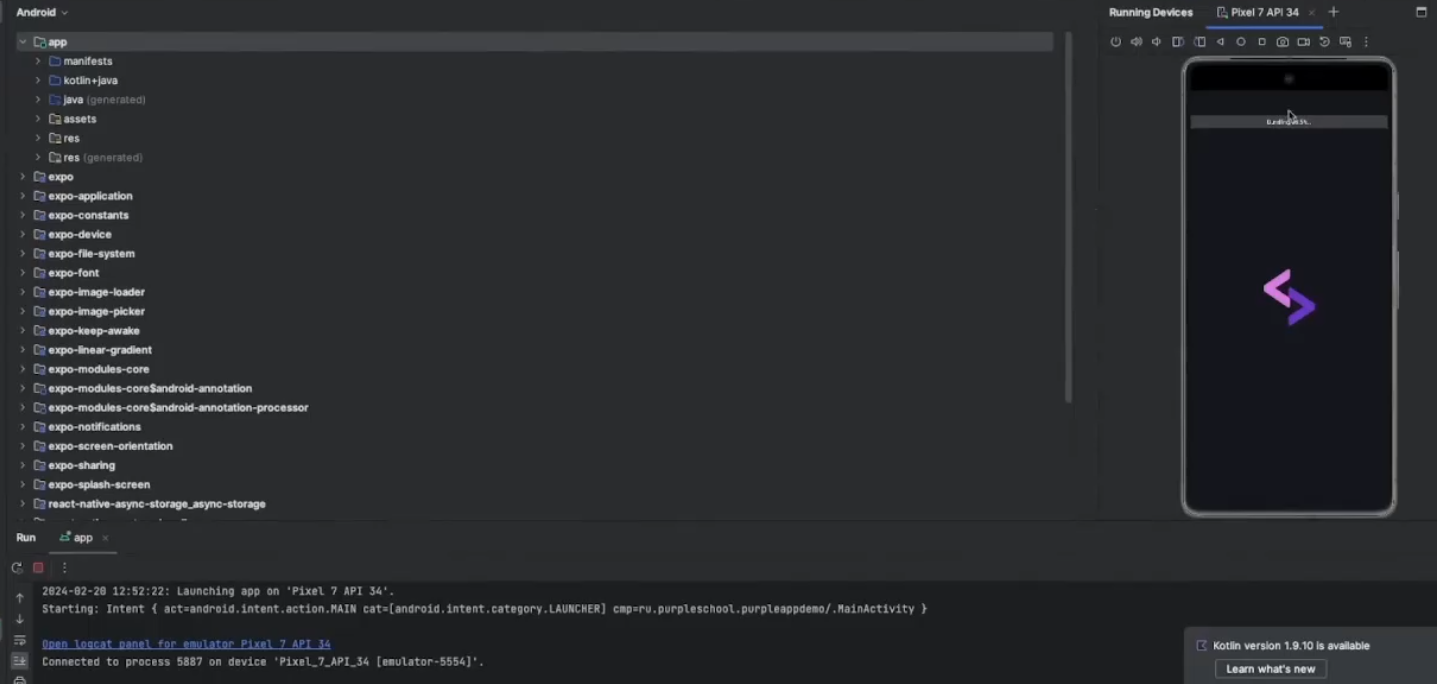 Android
Running Devices
Pixel 7 API 34
app
manifests
kotlin+java
java (generated)
assets
res
res (generated)
expo
expo-application
expo-constants
expo-device
expo-file-system
expo-font
expo-image-loader
expo-image-picker
expo-keep-awake
expo-linear-gradient
expo-modules-core
expo-modules-core$android-annotation
expo-modules-core$android-annotation-processor
expo-notifications
expo-screen-orientation
expo-sharing
expo-splash-screen
react-native-async-storage_async-storage
Run
app
2024-02-20 12:52:22: Launching app on 'Pixel 7 API 34'.
Starting: Intent { act=android.intent.action.MAIN cat=[android.intent.category.LAUNCHER] cmp=ru.purpleschool.purpleappdemo/.MainActivity }
Open logcat panel for emulator Pixel 7 API 34
Connected to process 5887 on device 'Pixel_7_API_34 [emulator-5554]'.
Kotlin version 1.9.10 is available
Learn what's new